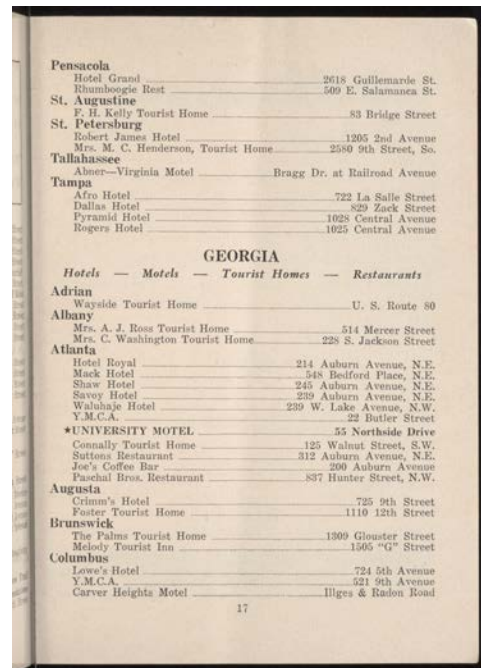 Pensacola
Hotel Grand 2618 Guillemarde St.
Rhumboogie Rest 509 E. Salamanca St.
St. Augustine
F. H. Kelly Tourist Home 83 Bridge Street
St. Petersburg
Robert James Hotel 1205 2nd Avenue
Mrs. M. C. Henderson, Tourist Home 2580 9th Street, So.
Tallahassee
Abner—Virginia Motel Bragg Dr. at Railroad Avenue
Tampa
Afro Hotel 722 La Salle Street
Dallas Hotel 829 Zack Street
Pyramid Hotel 1028 Central Avenue
Rogers Hotel 1025 Central Avenue
GEORGIA
Hotels — Motels — Tourist Homes — Restaurants
Adrian
Wayside Tourist Home U. S. Route 80
Albany
Mrs. A. J. Ross Tourist Home 514 Mercer Street
Mrs. C. Washington Tourist Home 228 S. Jackson Street
Atlanta
Hotel Royal 214 Auburn Avenue, N.E.
Mack Hotel 548 Bedford Place, N.E.
Shaw Hotel 245 Auburn Avenue, N.E.
Savoy Hotel 239 Auburn Avenue, N.E.
Waluhaje Hotel 239 W. Lake Avenue, N.W.
Y.M.C.A. 22 Butler Street
★UNIVERSITY MOTEL 55 Northside Drive
Connally Tourist Home 125 Walnut Street, S.W.
Suttons Restaurant 312 Auburn Avenue, N.E.
Joe's Coffee Bar 200 Auburn Avenue
Paschal Bros. Restaurant 837 Hunter Street, N.W.
Augusta
Crimm's Hotel 725 9th Street
Foster Tourist Home 1110 12th Street
Brunswick
The Palms Tourist Home 1309 Glouster Street
Melody Tourist Inn 1505 "G" Street
Columbus
Lowe's Hotel 724 5th Avenue
Y.M.C.A. 521 9th Avenue
Carver Heights Motel Illges & Radon Road
17